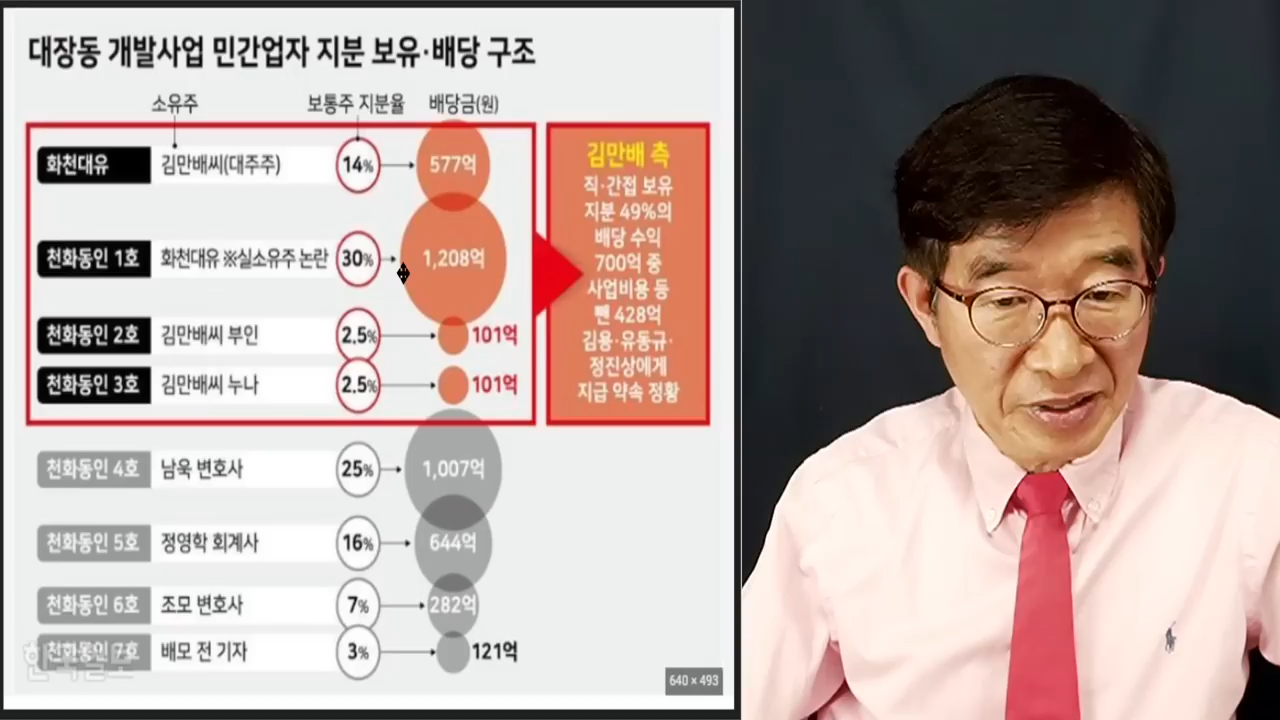 대장동 개발사업 민간업자 지분 보유·배당 구조
소유주 보통주 지분율 배당금(원)
화천대유 김만배씨(대주주) 14% 577억
천화동인 1호 화천대유 ※실소유주 논란 30% 1,208억
천화동인 2호 김만배씨 부인 2.5% 101억
천화동인 3호 김만배씨 누나 2.5% 101억
김만배 측
직·간접 보유
지분 49%의
배당 수익
700억 중
사업비용 등
뺀 428억
김용·유동규·
정진상에게
지급 약속 정황
천화동인 4호 남욱 변호사 25% 1,007억
천화동인 5호 정영학 회계사 16% 644억
천화동인 6호 조모 변호사 7% 282억
천화동인 7호 배모 전 기자 3% 121억
한국일보
640 × 493